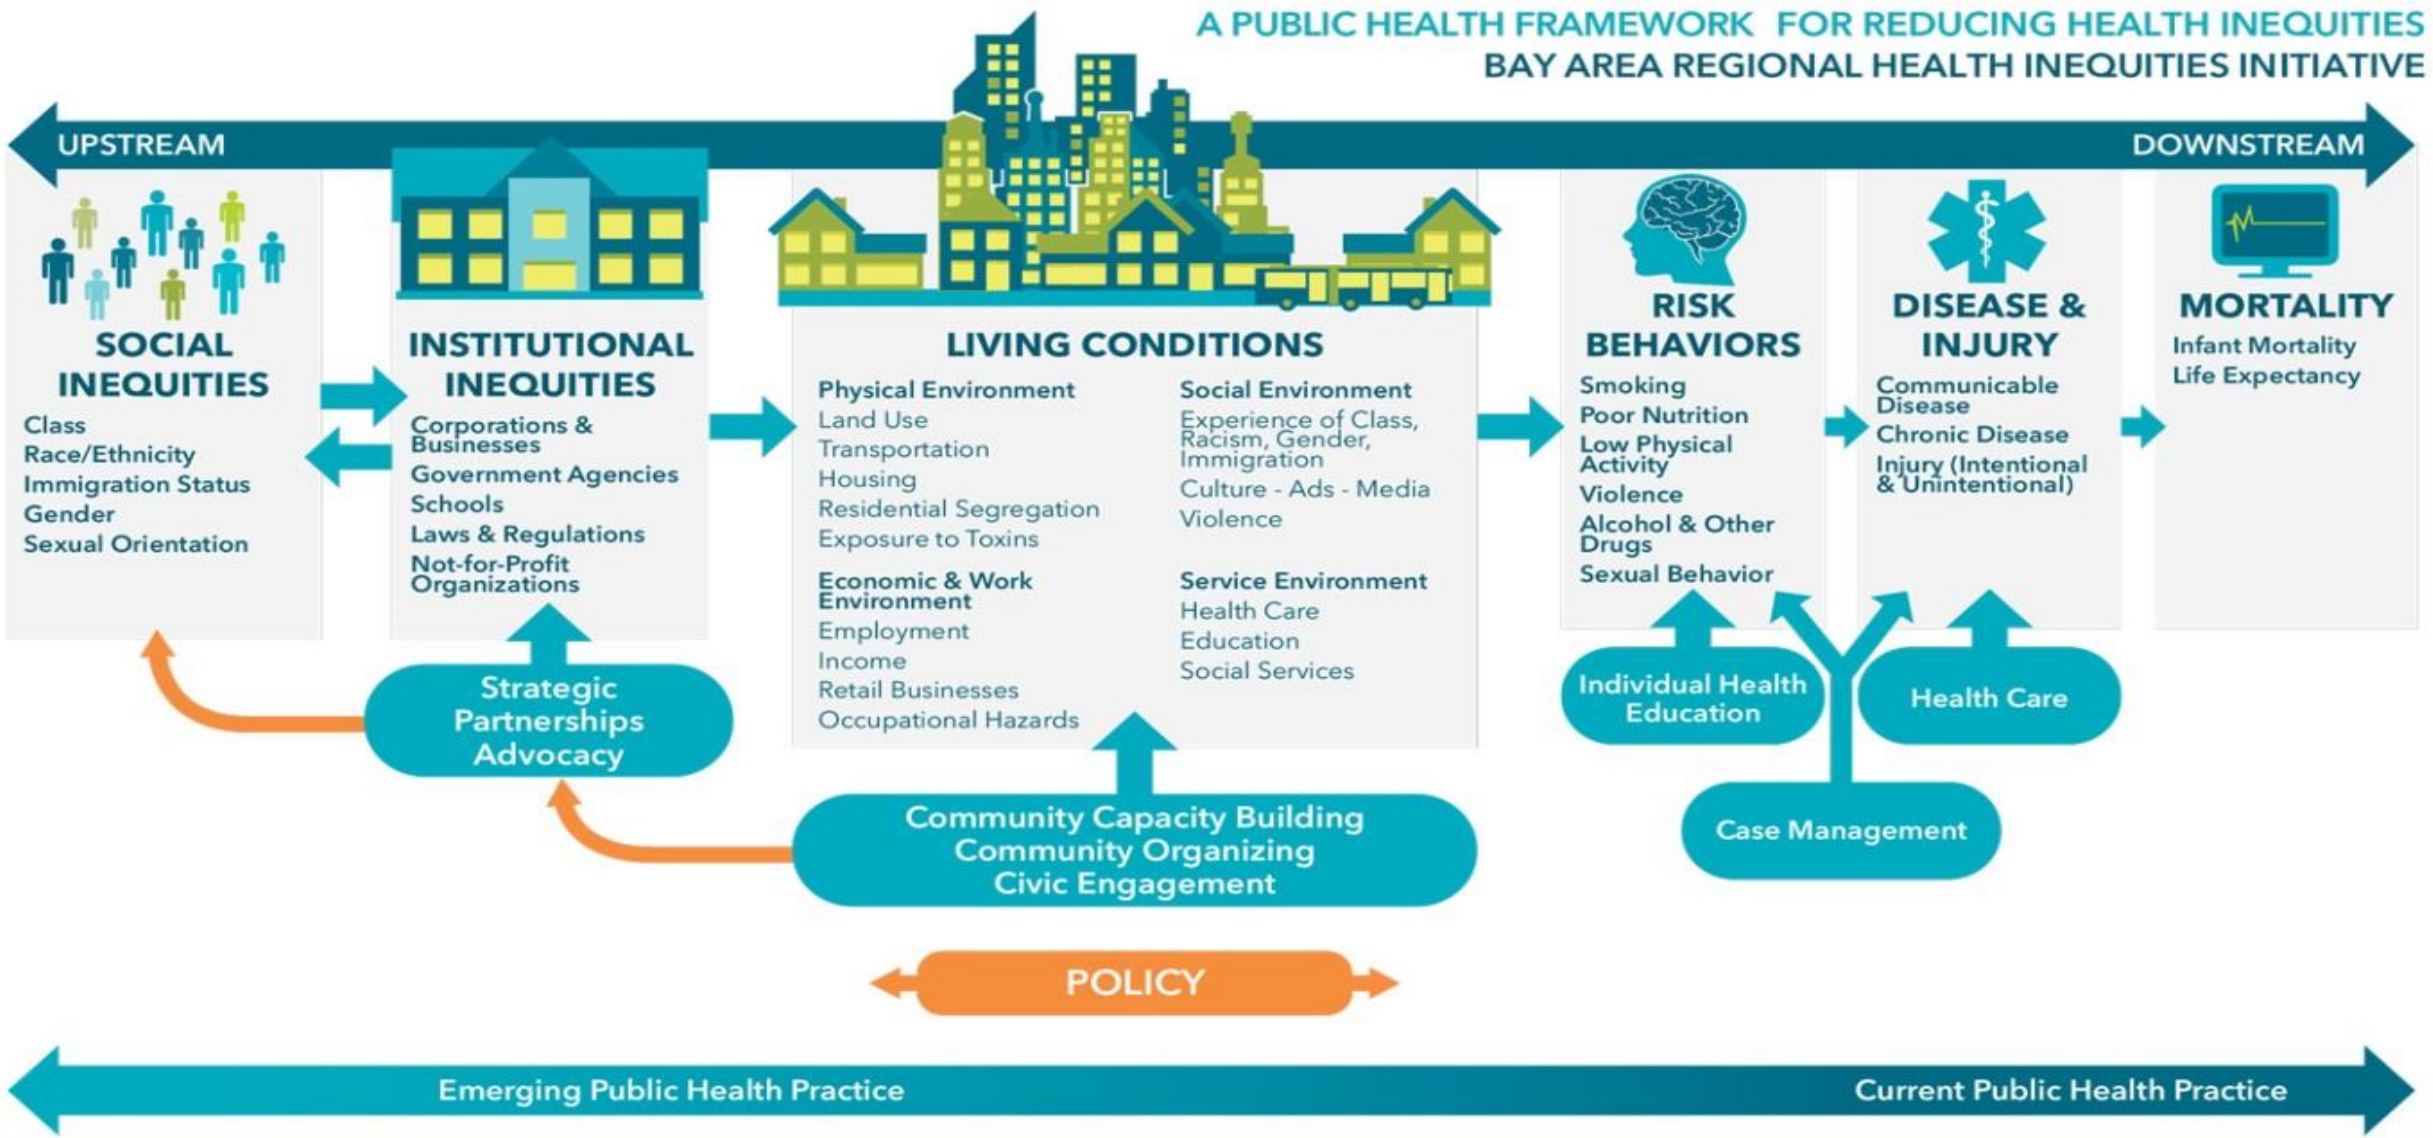 A PUBLIC HEALTH FRAMEWORK FOR REDUCING HEALTH INEQUITIES
BAY AREA REGIONAL HEALTH INEQUITIES INITIATIVE
UPSTREAM
DOWNSTREAM
SOCIAL
INEQUITIES
Class
Race/Ethnicity
Immigration Status
Gender
Sexual Orientation
INSTITUTIONAL
INEQUITIES
Corporations &
Businesses
Government Agencies
Schools
Laws & Regulations
Not-for-Profit
Organizations
LIVING CONDITIONS
Physical Environment
Land Use
Transportation
Housing
Residential Segregation
Exposure to Toxins
Economic & Work
Environment
Employment
Income
Retail Businesses
Occupational Hazards
Social Environment
Experience of Class,
Racism, Gender,
Immigration
Culture - Ads - Media
Violence
Service Environment
Health Care
Education
Social Services
RISK
BEHAVIORS
Smoking
Poor Nutrition
Low Physical
Activity
Violence
Alcohol & Other
Drugs
Sexual Behavior
DISEASE &
INJURY
Communicable
Disease
Chronic Disease
Injury (Intentional
& Unintentional)
MORTALITY
Infant Mortality
Life Expectancy
Strategic
Partnerships
Advocacy
Community Capacity Building
Community Organizing
Civic Engagement
Individual Health
Education
Health Care
Case Management
POLICY
Emerging Public Health Practice
Current Public Health Practice